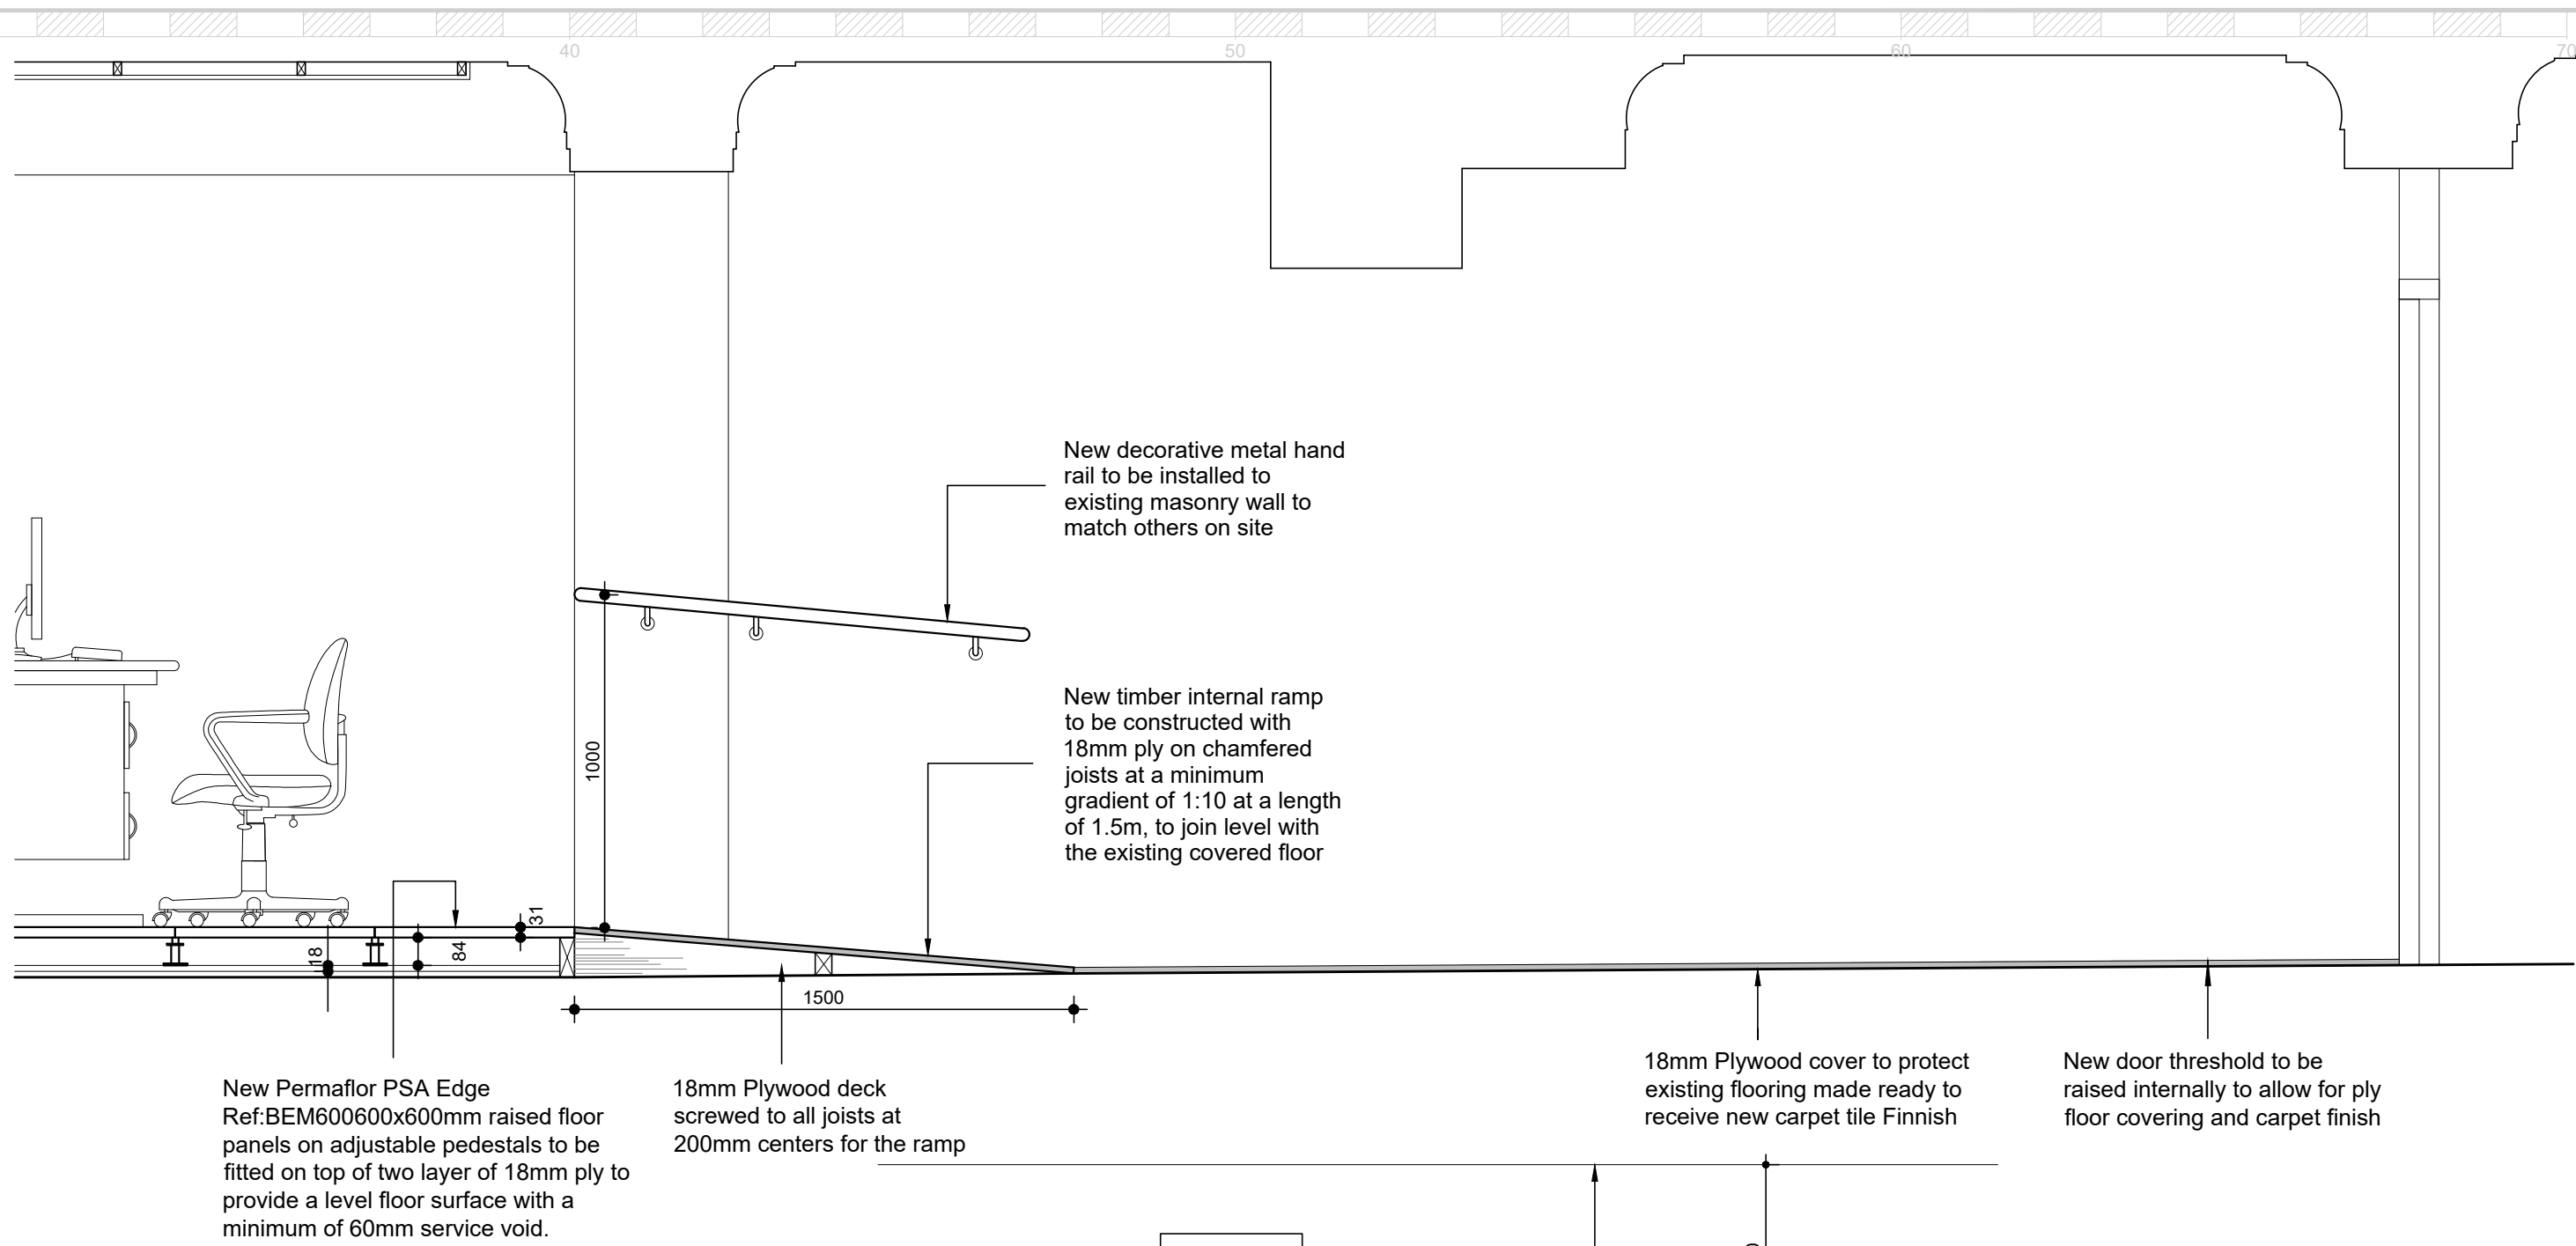 40
50
60
70
New decorative metal hand
rail to be installed to
existing masonry wall to
match others on site
New timber internal ramp
to be constructed with
18mm ply on chamfered
joists at a minimum
gradient of 1:10 at a length
of 1.5m, to join level with
the existing covered floor
1000
31
84
18
1500
New Permaflor PSA Edge
Ref:BEM600600x600mm raised floor
panels on adjustable pedestals to be
fitted on top of two layer of 18mm ply to
provide a level floor surface with a
minimum of 60mm service void.
18mm Plywood deck
screwed to all joists at
200mm centers for the ramp
18mm Plywood cover to protect
existing flooring made ready to
receive new carpet tile Finnish
New door threshold to be
raised internally to allow for ply
floor covering and carpet finish